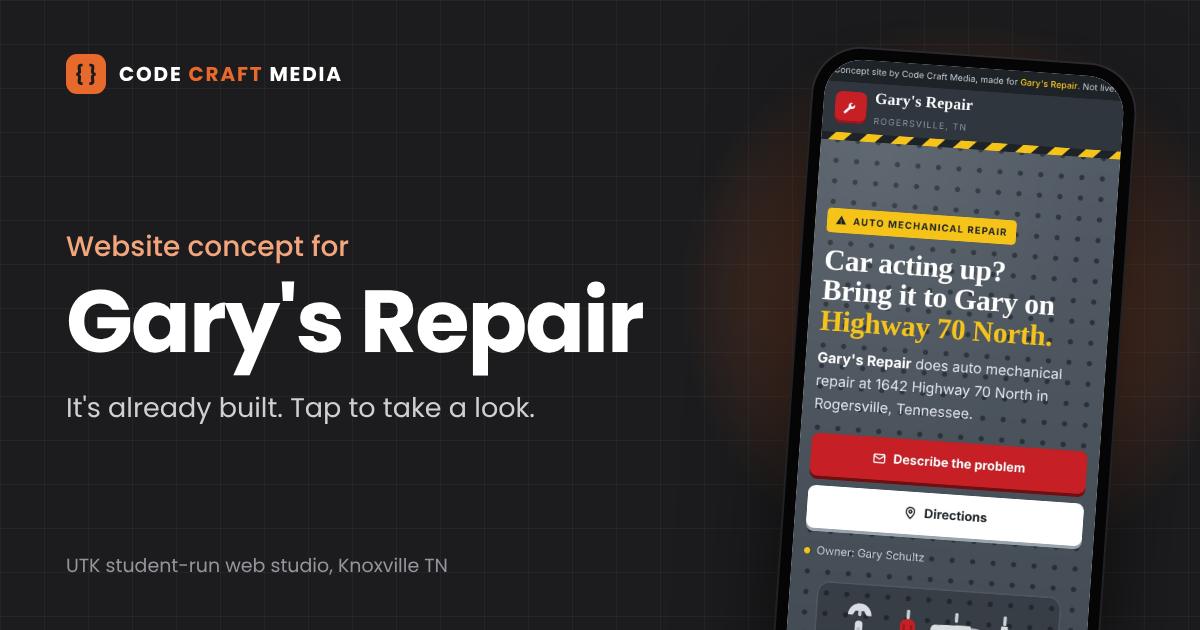 { }
CODE CRAFT MEDIA
Website concept for
Gary's Repair
It's already built. Tap to take a look.
UTK student-run web studio, Knoxville TN
Concept site by Code Craft Media, made for Gary's Repair. Not live.
Gary's Repair
ROGERSVILLE, TN
AUTO MECHANICAL REPAIR
Car acting up?
Bring it to Gary on
Highway 70 North.
Gary's Repair does auto mechanical
repair at 1642 Highway 70 North in
Rogersville, Tennessee.
Describe the problem
Directions
Owner: Gary Schultz